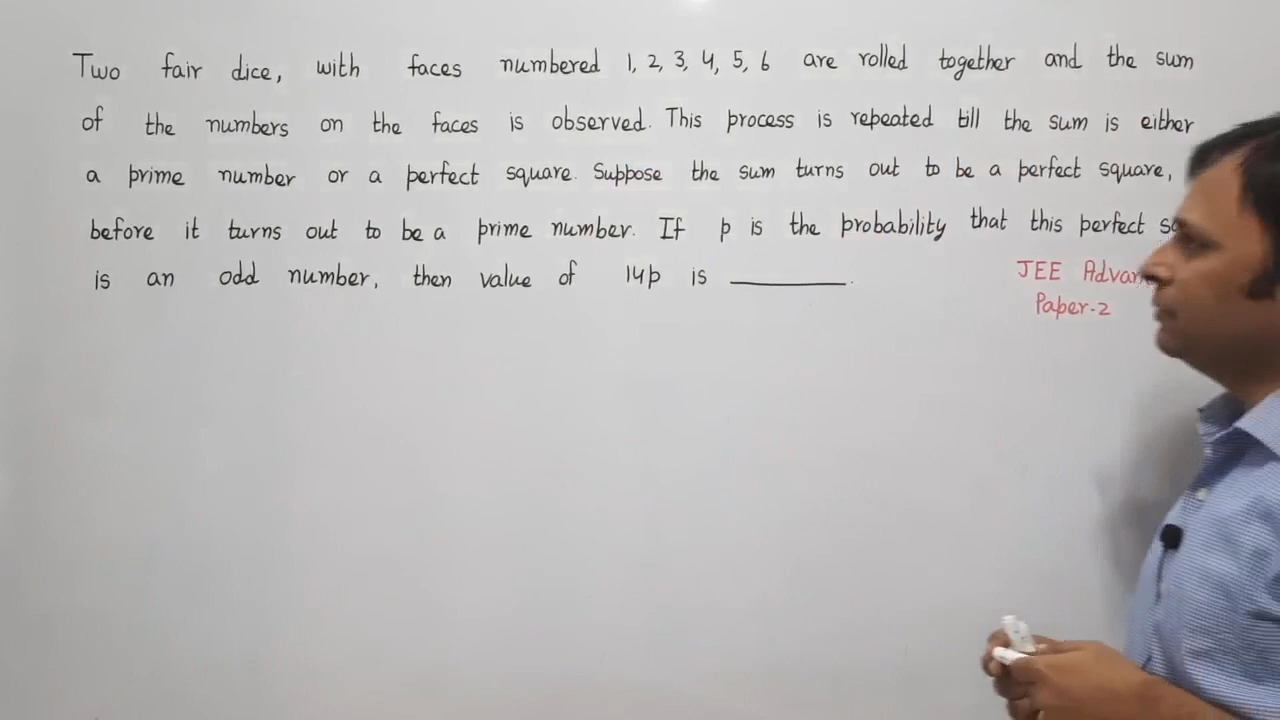 Two fair dice, with faces numbered 1, 2, 3, 4, 5, 6 are rolled together and the sum
of the numbers on the faces is observed. This process is repeated till the sum is either
a prime number or a perfect square. Suppose the sum turns out to be a perfect square,
before it turns out to be a prime number. If p is the probability that this perfect
is an odd number, then value of 14p is ________.
JEE
Paper-2